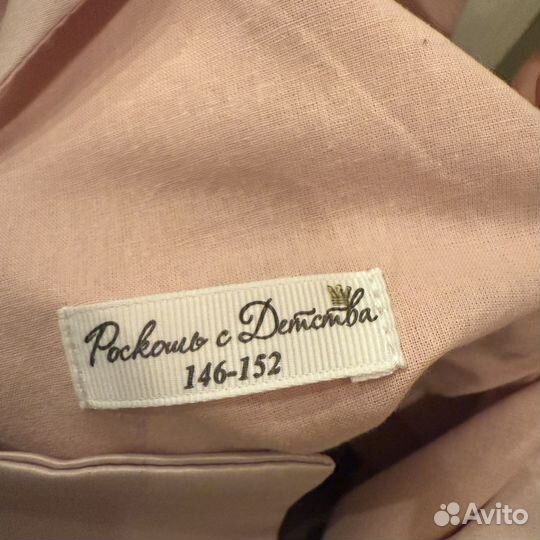 Роскошь с Детства
146-152
Avito